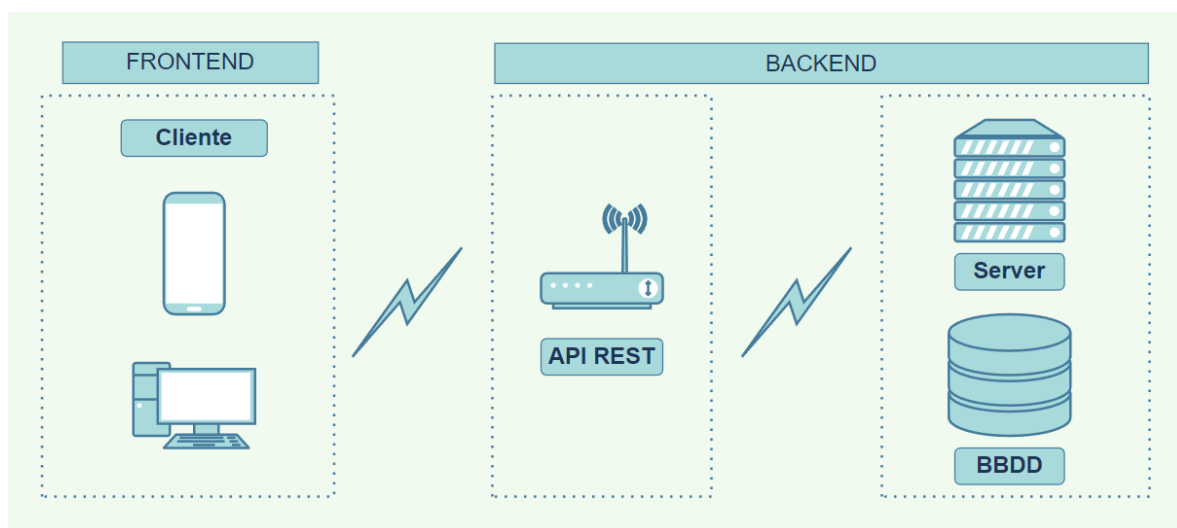 FRONTEND
BACKEND
Cliente
API REST
Server
BBDD